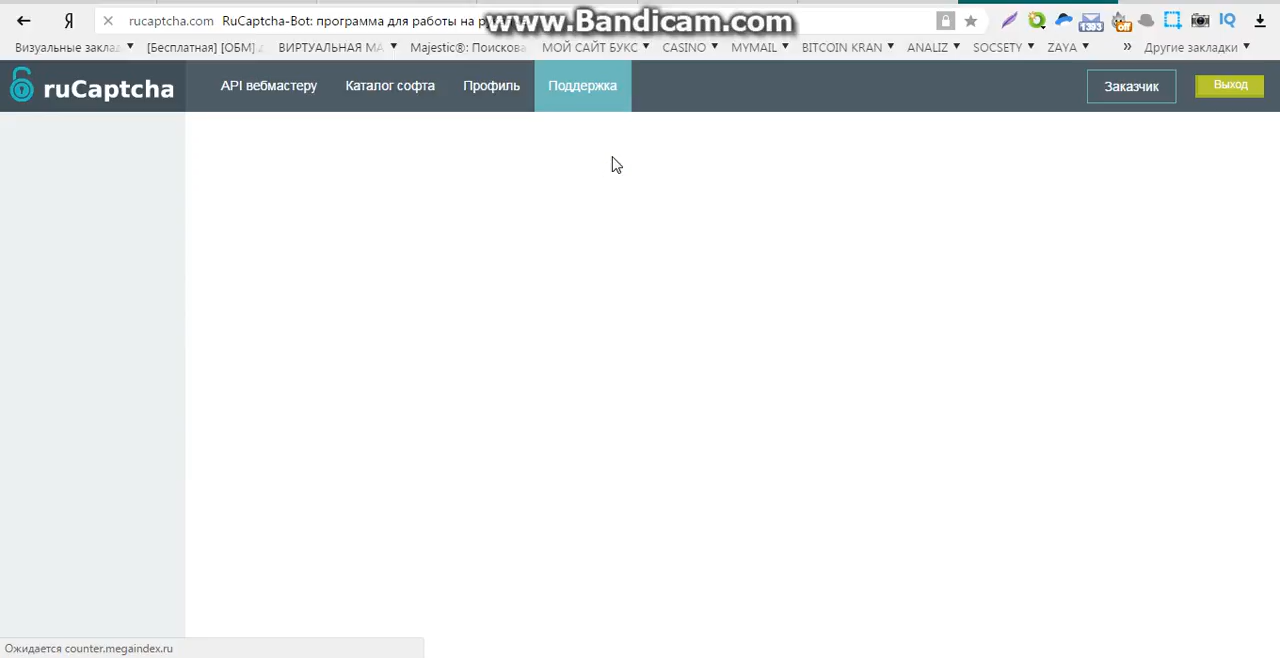 www.Bandicam.com
Я rucaptcha.com RuCaptcha-Bot: программа для работы на
Визуальные заклад [Бесплатная] [ОБМ] ВИРТУАЛЬНАЯ МА Majestic®: Поискова МОЙ САЙТ БУКС CASINO MYMAIL BITCOIN KRAN ANALIZ SOCSETY ZAYA » Другие закладки
ruCaptcha API вебмастеру Каталог софта Профиль Поддержка Заказчик Выход
Ожидается counter.megaindex.ru